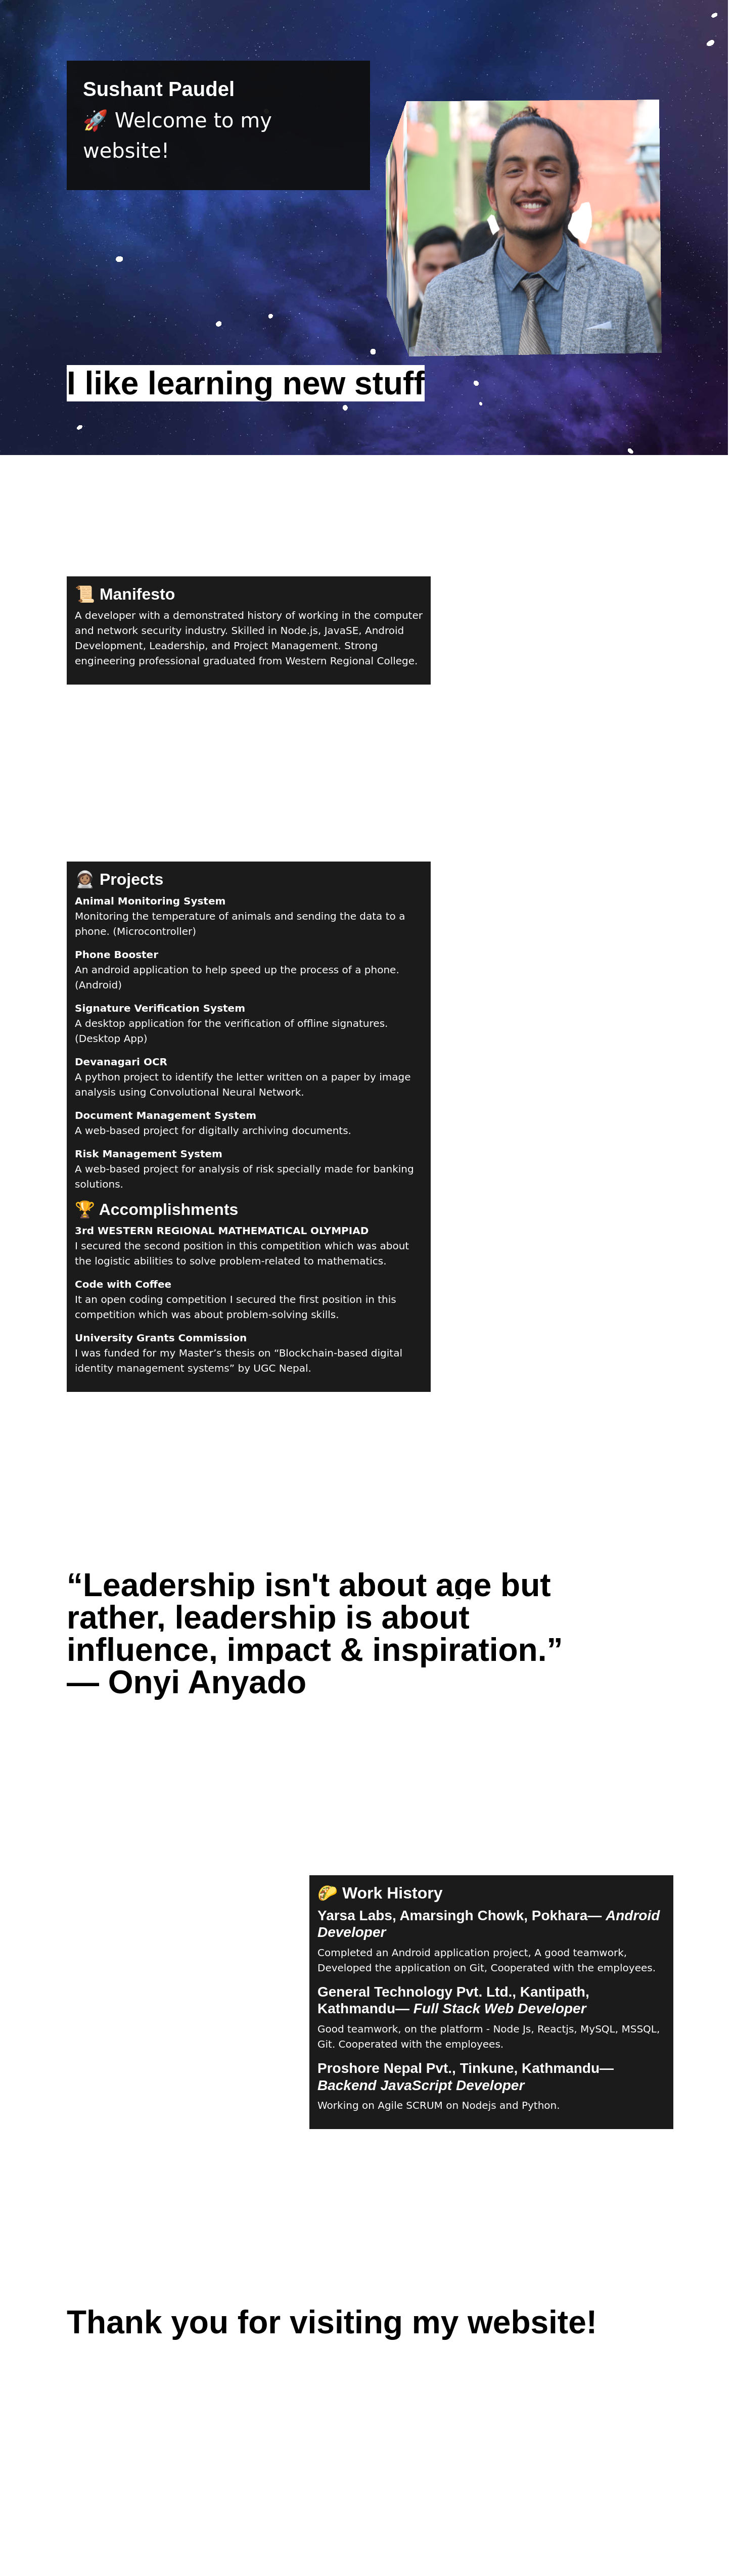 Sushant Paudel
🚀 Welcome to my
website!
I like learning new stuff
📜 Manifesto
A developer with a demonstrated history of working in the computer
and network security industry. Skilled in Node.js, JavaSE, Android
Development, Leadership, and Project Management. Strong
engineering professional graduated from Western Regional College.
👩🏽‍🚀 Projects
Animal Monitoring System
Monitoring the temperature of animals and sending the data to a
phone. (Microcontroller)
Phone Booster
An android application to help speed up the process of a phone.
(Android)
Signature Verification System
A desktop application for the verification of offline signatures.
(Desktop App)
Devanagari OCR
A python project to identify the letter written on a paper by image
analysis using Convolutional Neural Network.
Document Management System
A web-based project for digitally archiving documents.
Risk Management System
A web-based project for analysis of risk specially made for banking
solutions.
🏆 Accomplishments
3rd WESTERN REGIONAL MATHEMATICAL OLYMPIAD
I secured the second position in this competition which was about
the logistic abilities to solve problem-related to mathematics.
Code with Coffee
It an open coding competition I secured the first position in this
competition which was about problem-solving skills.
University Grants Commission
I was funded for my Master’s thesis on “Blockchain-based digital
identity management systems” by UGC Nepal.
“Leadership isn't about age but
rather, leadership is about
influence, impact & inspiration.”
— Onyi Anyado
🌮 Work History
Yarsa Labs, Amarsingh Chowk, Pokhara— Android
Developer
Completed an Android application project, A good teamwork,
Developed the application on Git, Cooperated with the employees.
General Technology Pvt. Ltd., Kantipath,
Kathmandu— Full Stack Web Developer
Good teamwork, on the platform - Node Js, Reactjs, MySQL, MSSQL,
Git. Cooperated with the employees.
Proshore Nepal Pvt., Tinkune, Kathmandu—
Backend JavaScript Developer
Working on Agile SCRUM on Nodejs and Python.
Thank you for visiting my website!